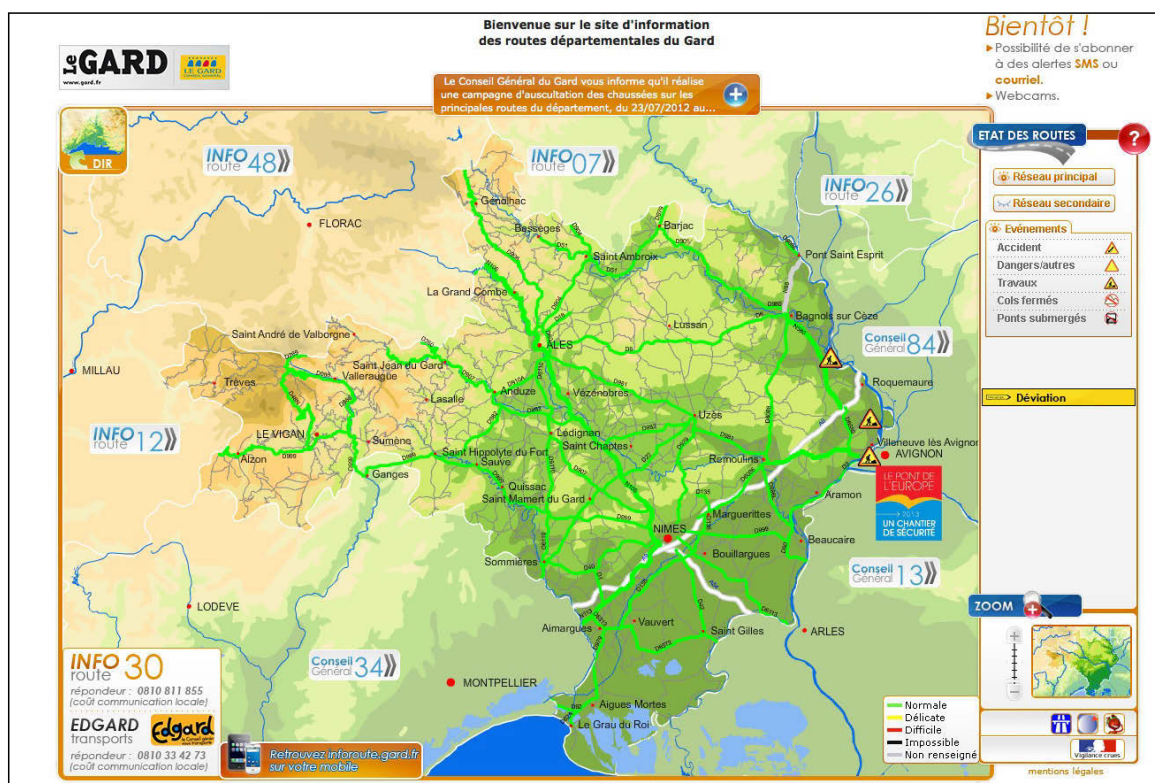 Bienvenue sur le site d'information
des routes départementales du Gard
Bientôt !
Possibilité de s'abonner
à des alertes SMS ou
courriel.
Webcams.
Le GARD
www.gard.fr
LE GARD
Le Conseil Général du Gard vous informe qu'il réalise
une campagne d'auscultation des chaussées sur les
principales routes du département, du 23/07/2012 au...
DIR
INFO route 48
INFO route 07
INFO route 26
ETAT DES ROUTES
?
Réseau principal
Réseau secondaire
Evénements
Accident
Dangers/autres
Travaux
Cols fermés
Ponts submergés
Déviation
Génolhac
FLORAC
Bessèges
Barjac
Saint Ambroix
Pont Saint Esprit
La Grand Combe
Bagnols sur Cèze
Lussan
Saint André de Valborgne
ALES
Conseil Général 84
MILLAU
Saint Jean du Gard
Valleraugue
Trèves
Roquemaure
Anduze
Vézénobres
Lasalle
Uzès
INFO route 12
LE VIGAN
Sumène
Lédignan
Saint Chaptes
Villeneuve lès Avignon
AVIGNON
Alzon
Saint Hippolyte du Fort
Sauve
Remoulins
Ganges
LE PONT DE
L'EUROPE
2013
UN CHANTIER
DE SÉCURITÉ
Quissac
Saint Mamert du Gard
Aramon
Marguerittes
NIMES
Beaucaire
Bouillargues
Sommières
Conseil Général 13
LODEVE
ZOOM
Aimargues
Vauvert
Saint Gilles
ARLES
INFO route 30
répondeur : 0810 811 855
(coût communication locale)
EDGARD
transports
Edgard
répondeur : 0810 33 42 73
(coût communication locale)
Conseil Général 34
MONTPELLIER
Aigues Mortes
Le Grau du Roi
Retrouvez inforoute.gard.fr
sur votre mobile
Normale
Délicate
Difficile
Impossible
Non renseigné
Vigilance crues
mentions légales